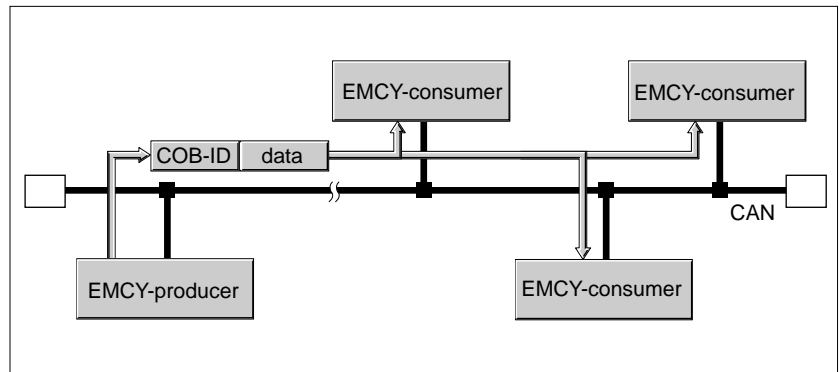 EMCY-consumer
EMCY-consumer
COB-ID
data
CAN
EMCY-producer
EMCY-consumer